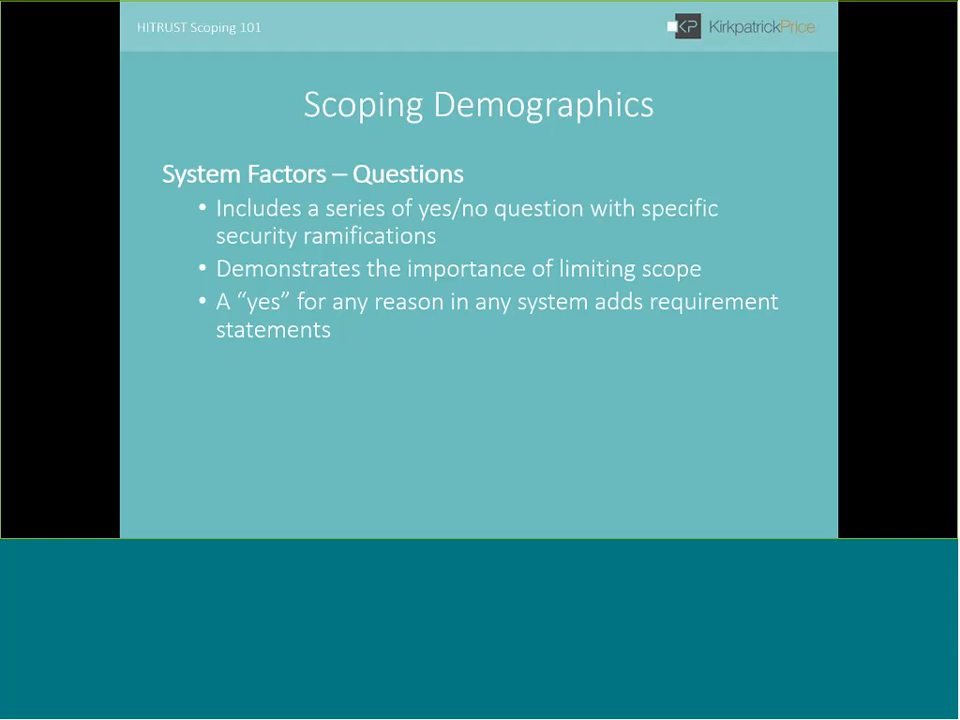 HITRUST Scoping 101
KP KirkpatrickPrice
Scoping Demographics
System Factors – Questions
• Includes a series of yes/no question with specific
security ramifications
• Demonstrates the importance of limiting scope
• A “yes” for any reason in any system adds requirement
statements